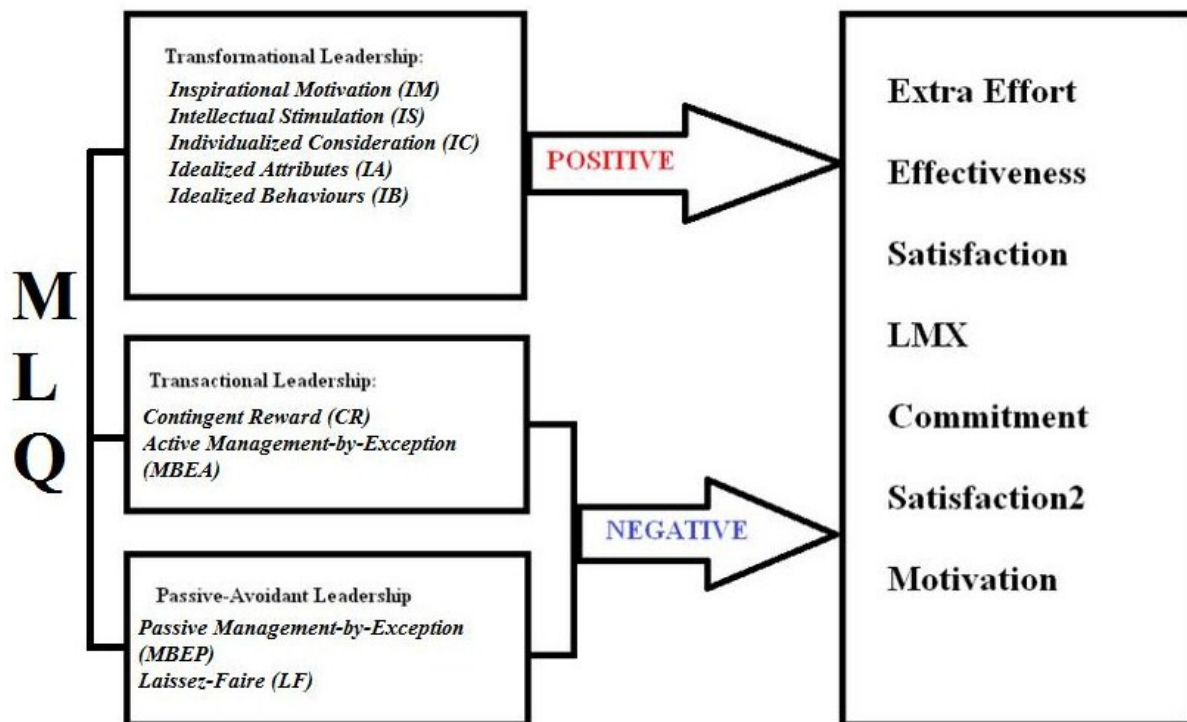 MLQ
Transformational Leadership:
Inspirational Motivation (IM)
Intellectual Stimulation (IS)
Individualized Consideration (IC)
Idealized Attributes (IA)
Idealized Behaviours (IB)
POSITIVE
Transactional Leadership:
Contingent Reward (CR)
Active Management-by-Exception
(MBEA)
NEGATIVE
Passive-Avoidant Leadership
Passive Management-by-Exception
(MBEP)
Laissez-Faire (LF)
Extra Effort
Effectiveness
Satisfaction
LMX
Commitment
Satisfaction2
Motivation